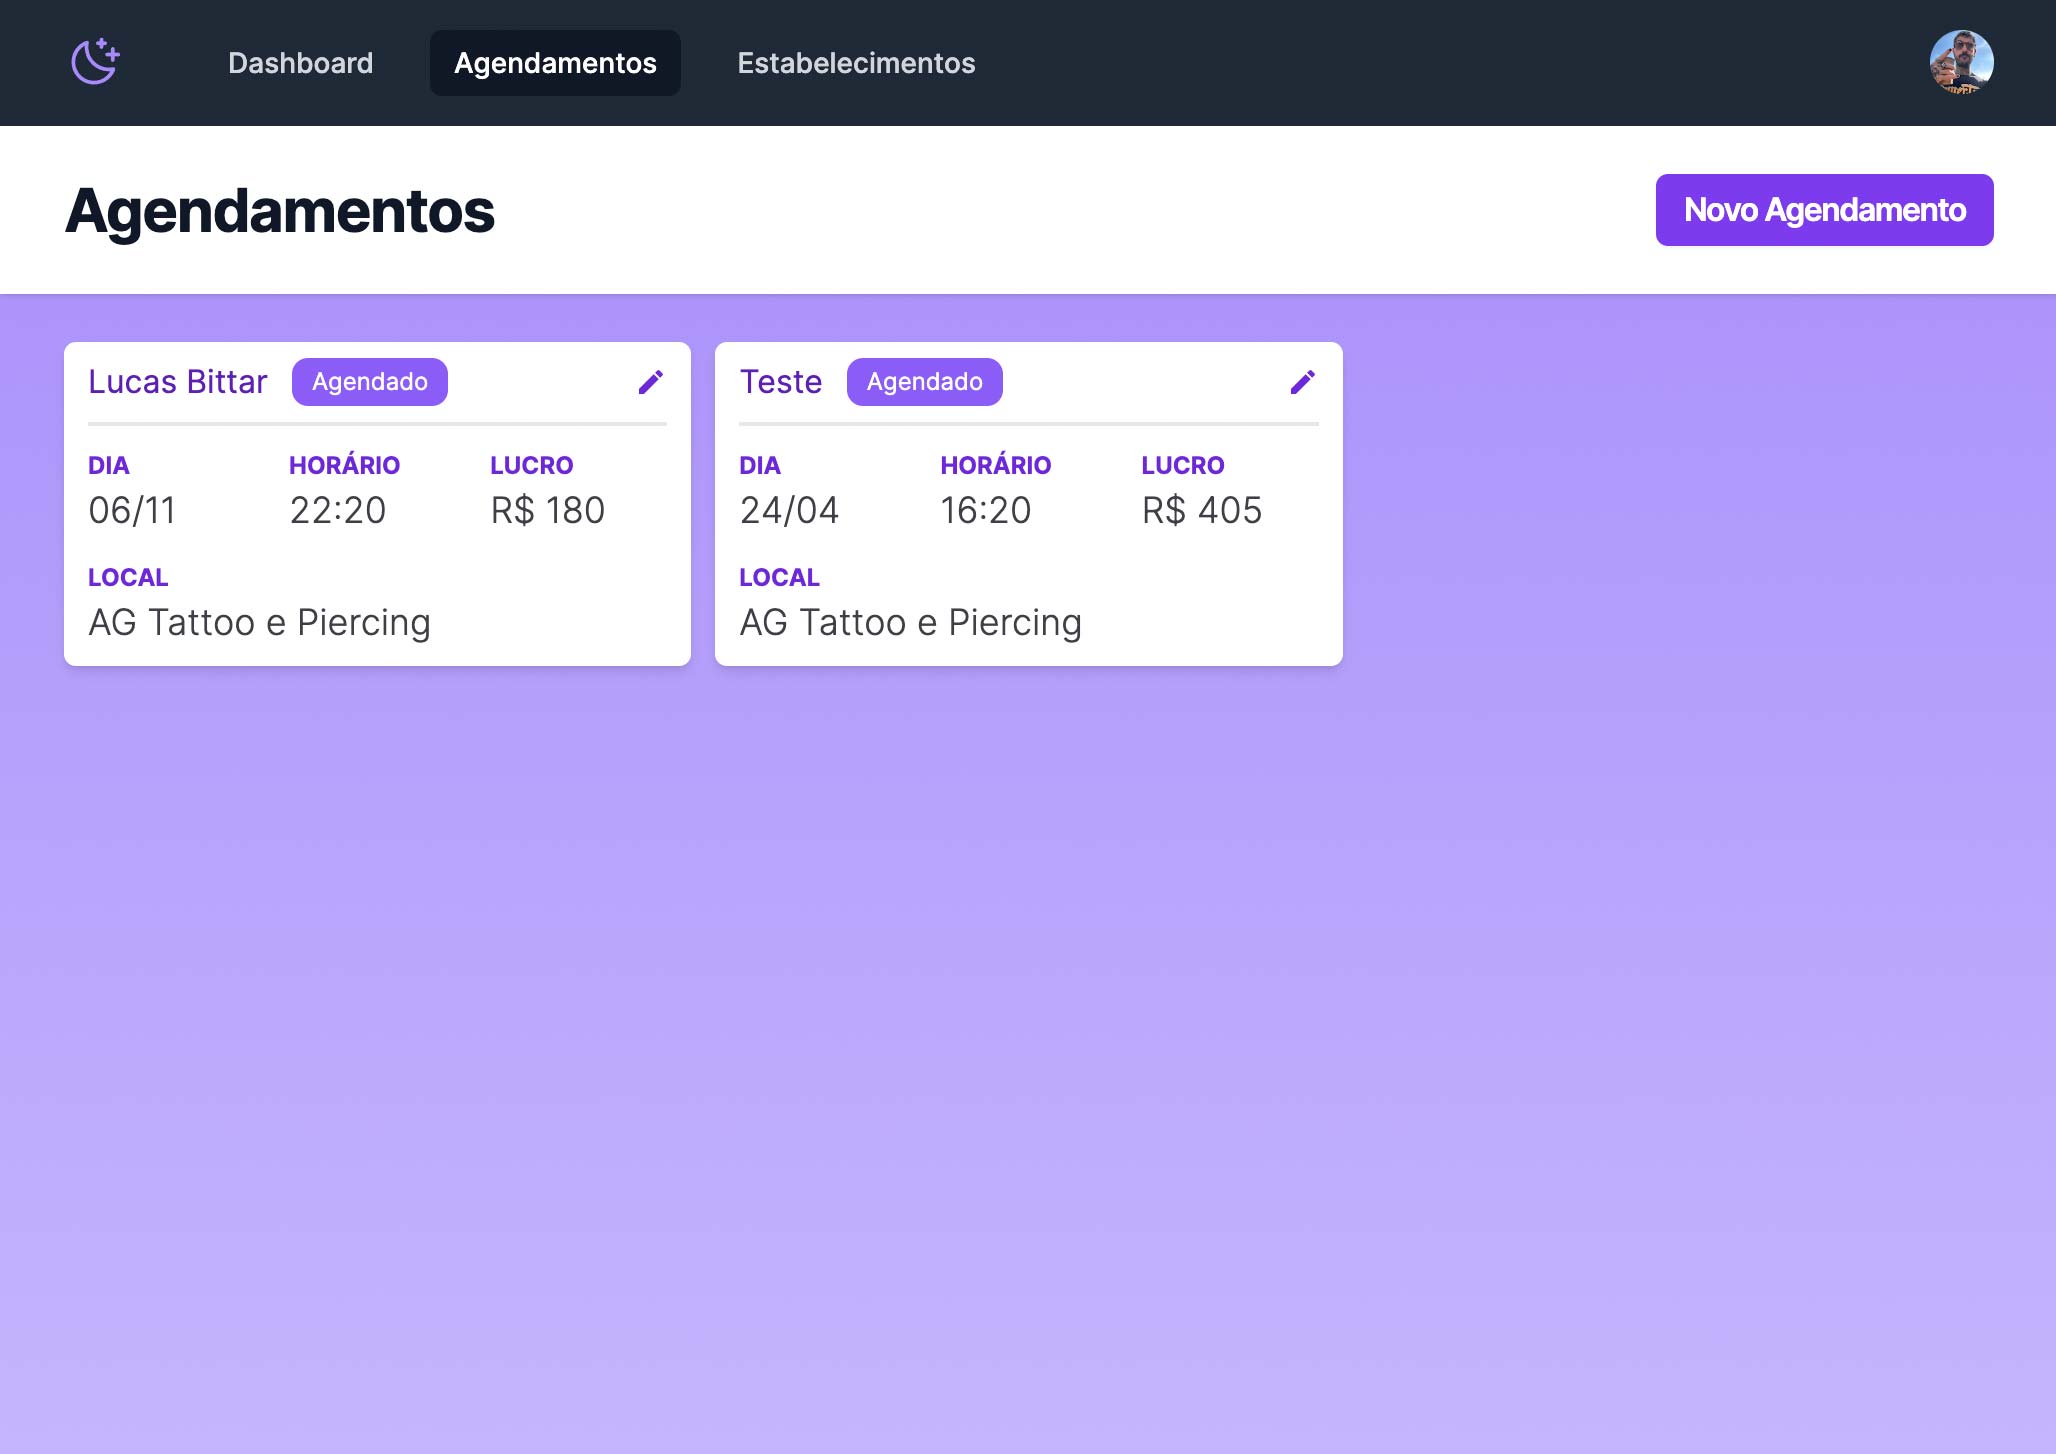 Dashboard Agendamentos Estabelecimentos
Agendamentos
Novo Agendamento
Lucas Bittar Agendado
DIA HORÁRIO LUCRO
06/11 22:20 R$ 180
LOCAL
AG Tattoo e Piercing
Teste Agendado
DIA HORÁRIO LUCRO
24/04 16:20 R$ 405
LOCAL
AG Tattoo e Piercing